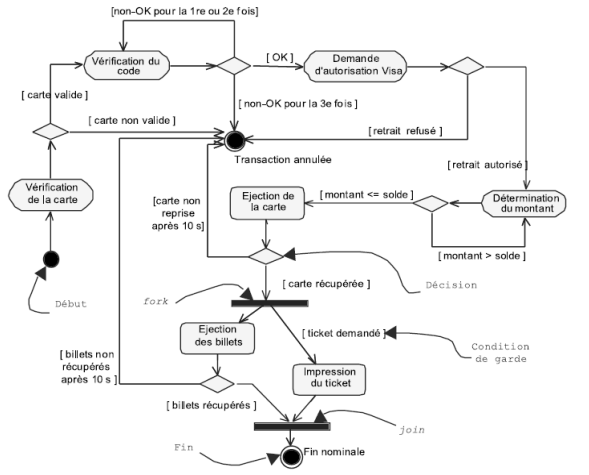 [non-OK pour la 1re ou 2e fois]
Vérification du
code
[ OK ]
Demande
d'autorisation Visa
[ carte valide ]
[ carte non valide ]
[non-OK pour la 3e fois ]
[retrait refusé ]
Transaction annulée
[ retrait autorisé ]
Vérification
de la carte
[carte non
reprise
après 10 s]
Ejection de
la carte
[ montant <= solde ]
Détermination
du montant
[ montant > solde ]
Début
fork
[ carte récupérée ]
Décision
Ejection
des billets
[ ticket demandé ]
Condition
de garde
[ billets non
récupérés
après 10 s ]
Impression
du ticket
[ billets récupérés ]
join
Fin
Fin nominale